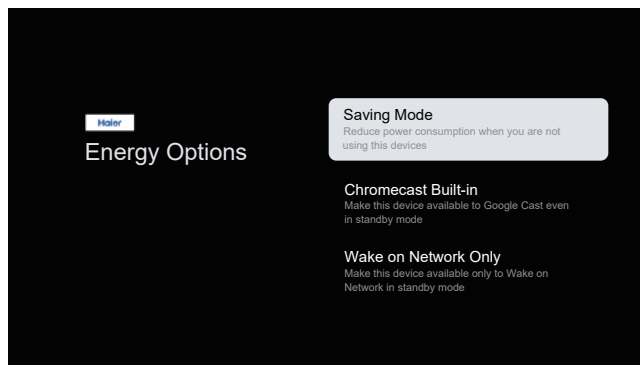 Haier
Energy Options
Saving Mode
Reduce power consumption when you are not
using this devices
Chromecast Built-in
Make this device available to Google Cast even
in standby mode
Wake on Network Only
Make this device available only to Wake on
Network in standby mode